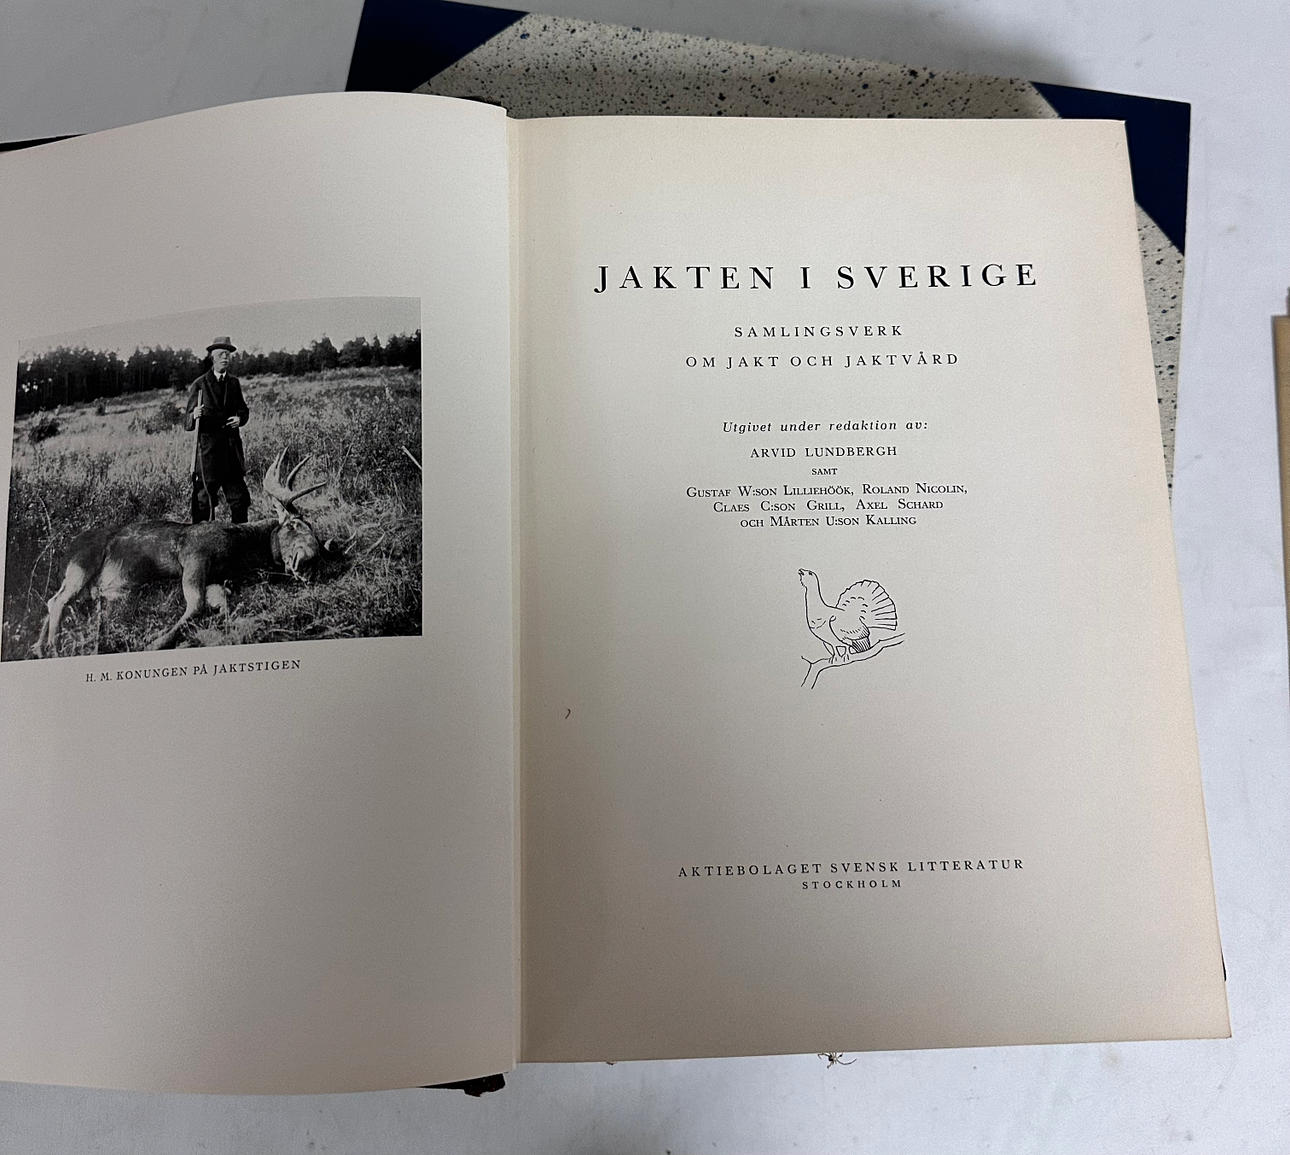 H. M. KONUNGEN PÅ JAKTSTIGEN
JAKTEN I SVERIGE
SAMLINGSVERK
OM JAKT OCH JAKTVÅRD
Utgivet under redaktion av:
ARVID LUNDBERGH
SAMT
GUSTAF W:SON LILLIEHÖÖK, ROLAND NICOLIN,
CLAES C:SON GRILL, AXEL SCHARD
OCH MÅRTEN U:SON KALLING
AKTIEBOLAGET SVENSK LITTERATUR
STOCKHOLM